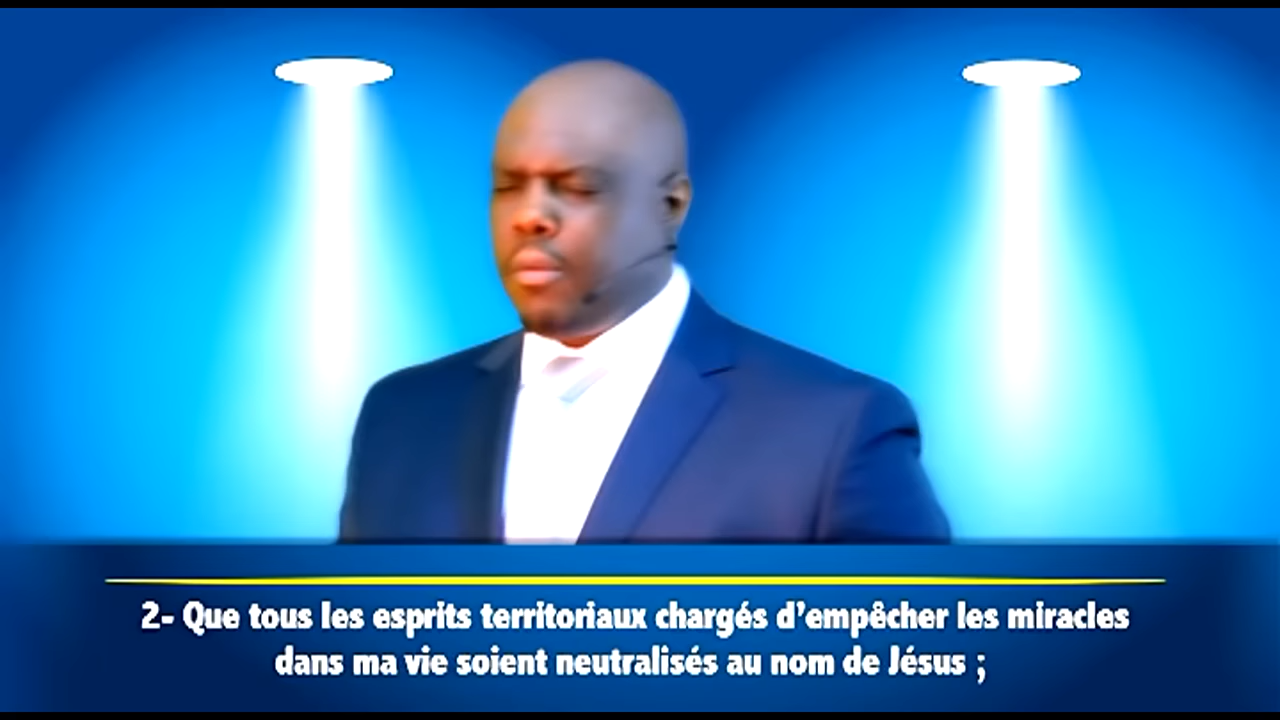 2- Que tous les esprits territoriaux chargés d'empêcher les miracles
dans ma vie soient neutralisés au nom de Jésus ;